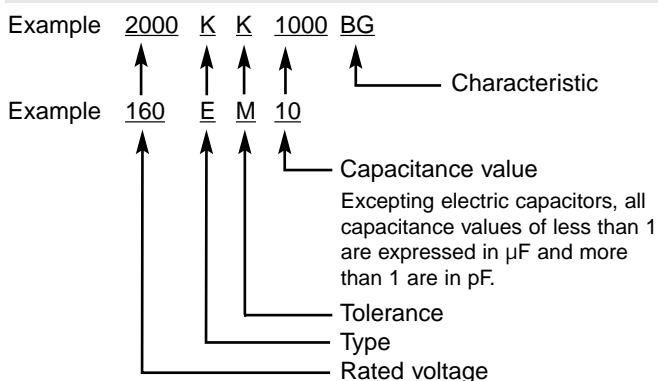 Example 2000 K K 1000 BG
Characteristic
Example 160 E M 10
Capacitance value
Excepting electric capacitors, all
capacitance values of less than 1
are expressed in µF and more
than 1 are in pF.
Tolerance
Type
Rated voltage